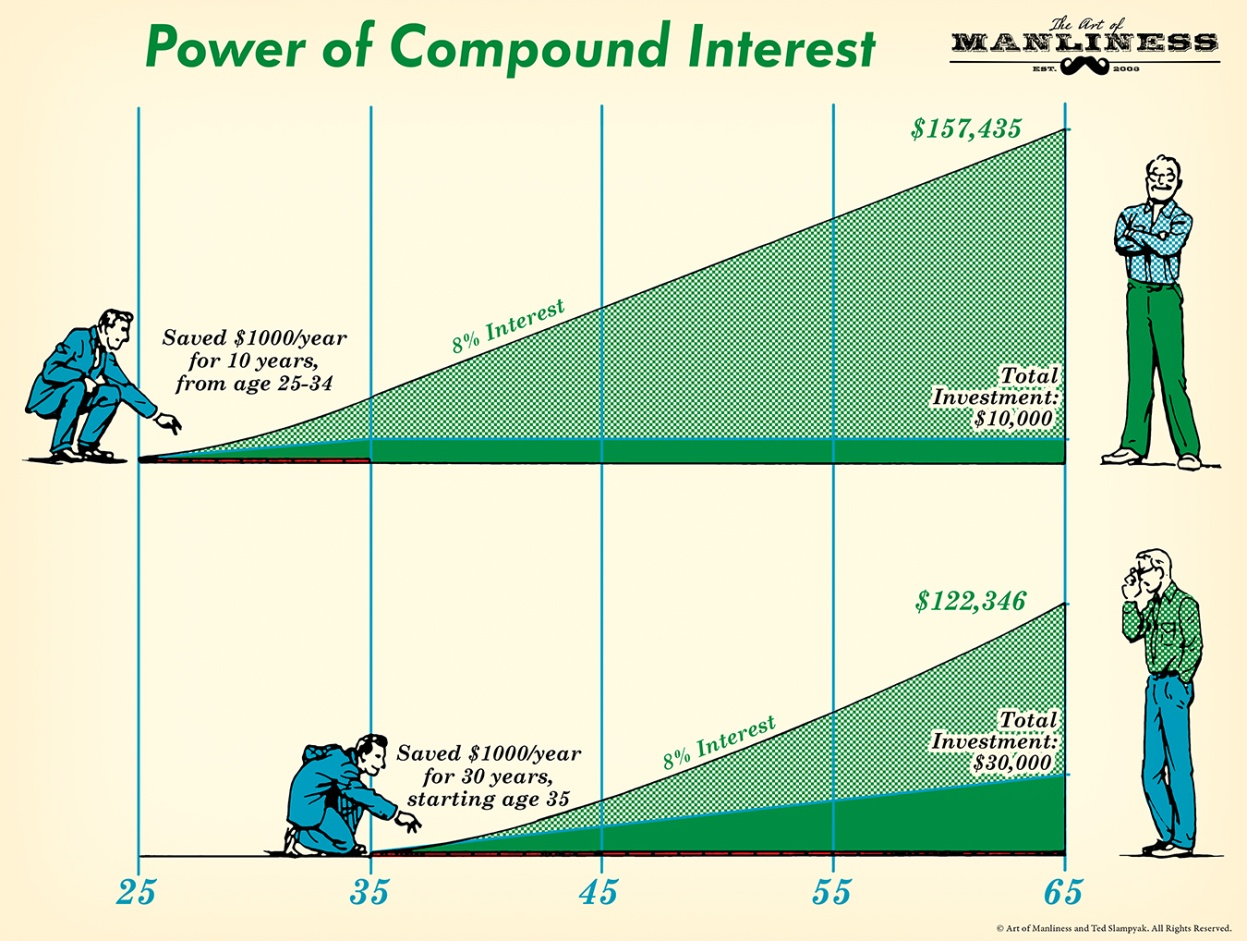 Power of Compound Interest
The Art of
MANLINESS
EST. 2008
$157,435
8% Interest
Saved $1000/year
for 10 years,
from age 25-34
Total
Investment:
$10,000
$122,346
8% Interest
Total
Investment:
$30,000
Saved $1000/year
for 30 years,
starting age 35
25 35 45 55 65
© Art of Manliness and Ted Slampyak. All Rights Reserved.